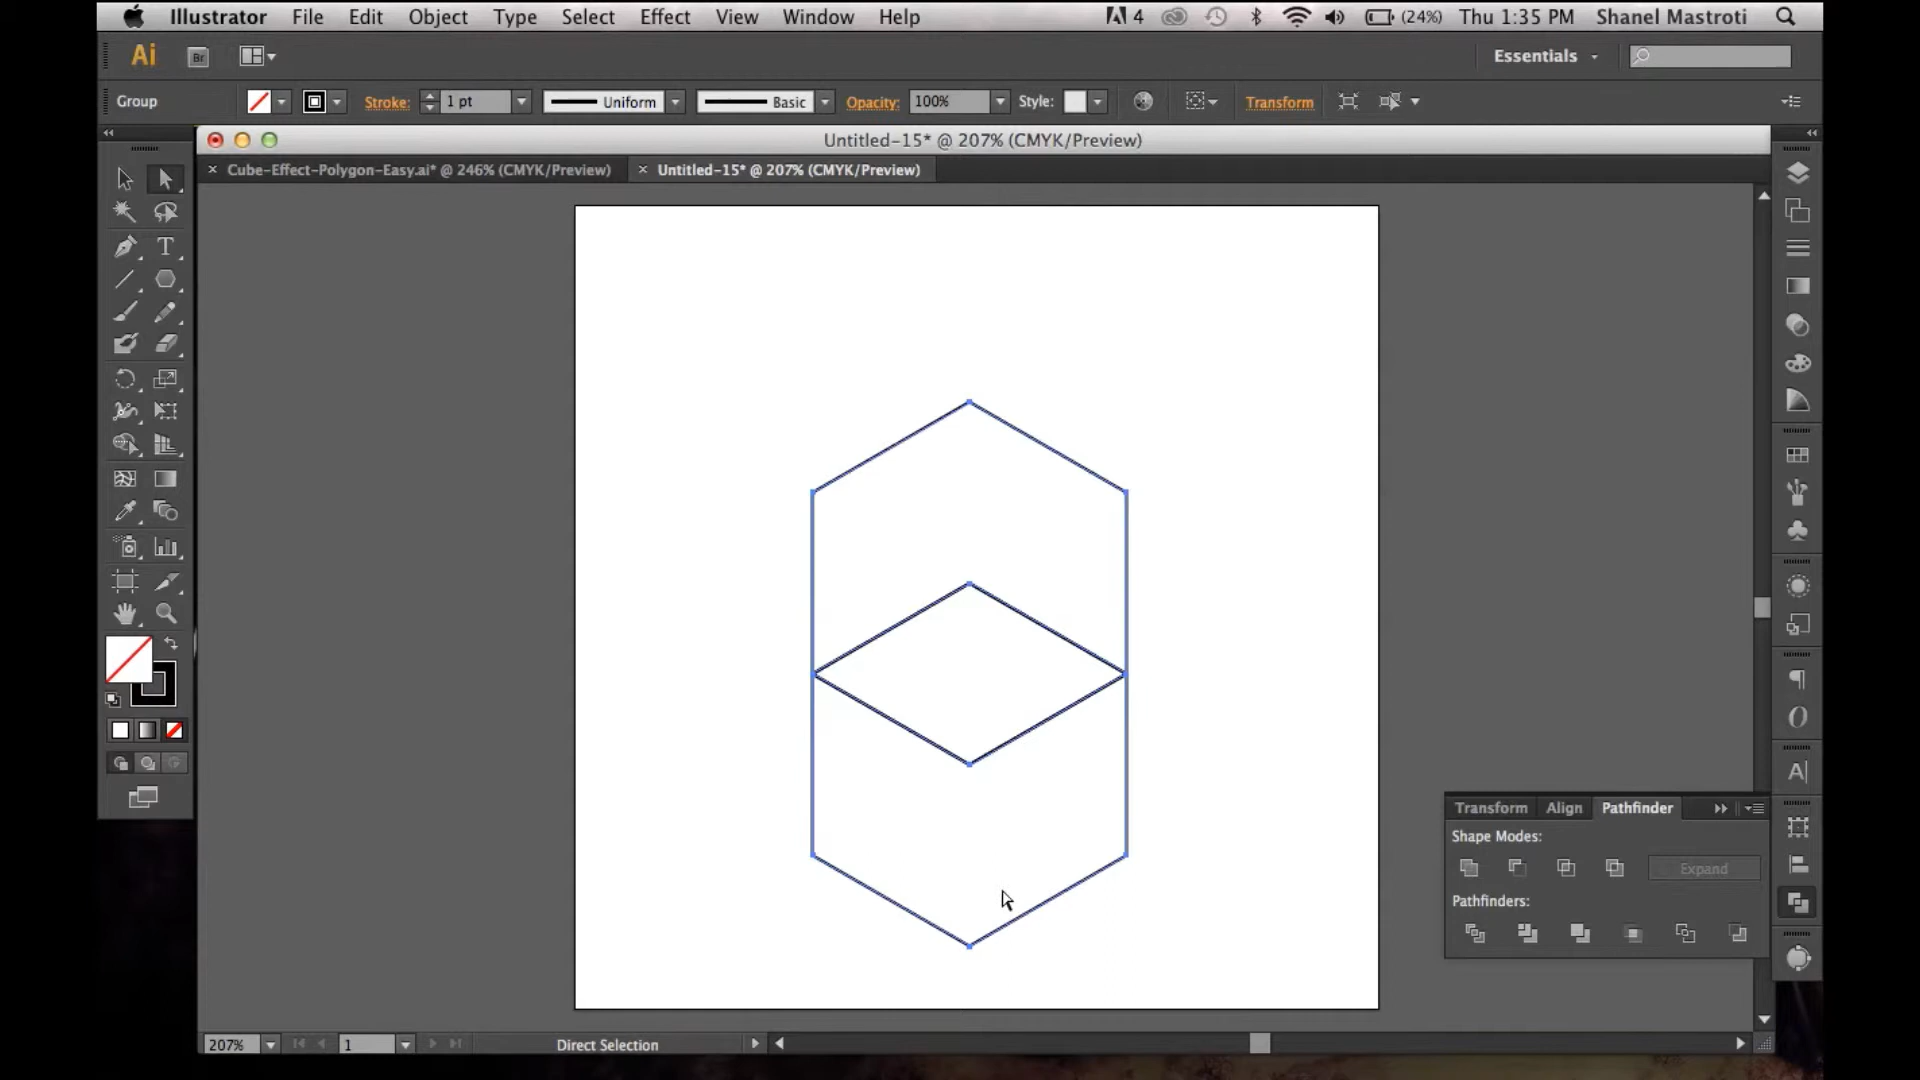 Illustrator File Edit Object Type Select Effect View Window Help 4 (24%) Thu 1:35 PM Shanel Mastroti
Ai Br Essentials
Group Stroke: 1 pt Uniform Basic Opacity: 100% Style: Transform
Untitled-15* @ 207% (CMYK/Preview)
× Cube-Effect-Polygon-Easy.ai* @ 246% (CMYK/Preview) × Untitled-15* @ 207% (CMYK/Preview)
Transform Align Pathfinder
Shape Modes:
Expand
Pathfinders:
207% 1 Direct Selection